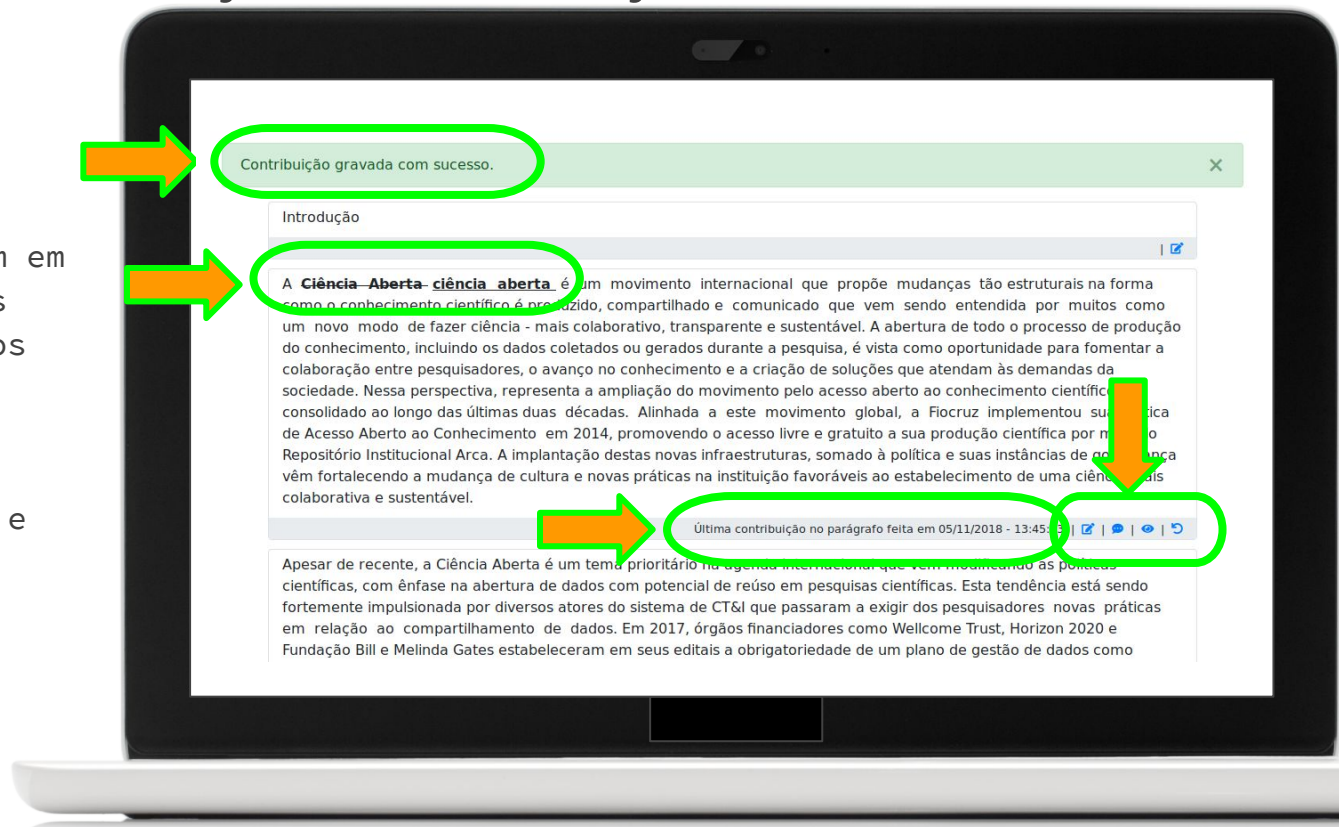 em
s
os
e
Contribuição gravada com sucesso.
×
Introdução
|
A Ciência Aberta ciência aberta é um movimento internacional que propõe mudanças tão estruturais na forma
como o conhecimento científico é produzido, compartilhado e comunicado que vem sendo entendida por muitos como
um novo modo de fazer ciência - mais colaborativo, transparente e sustentável. A abertura de todo o processo de produção
do conhecimento, incluindo os dados coletados ou gerados durante a pesquisa, é vista como oportunidade para fomentar a
colaboração entre pesquisadores, o avanço no conhecimento e a criação de soluções que atendam às demandas da
sociedade. Nessa perspectiva, representa a ampliação do movimento pelo acesso aberto ao conhecimento científico
consolidado ao longo das últimas duas décadas. Alinhada a este movimento global, a Fiocruz implementou
de Acesso Aberto ao Conhecimento em 2014, promovendo o acesso livre e gratuito a sua produção científica por
Repositório Institucional Arca. A implantação destas novas infraestruturas, somado à política e suas instâncias de
vêm fortalecendo a mudança de cultura e novas práticas na instituição favoráveis ao estabelecimento de uma
colaborativa e sustentável.
Última contribuição no parágrafo feita em 05/11/2018 - | | | |
Apesar de recente, a Ciência Aberta é um tema prioritário na agenda internacional que vem modificando as políticas
científicas, com ênfase na abertura de dados com potencial de reúso em pesquisas científicas. Esta tendência está sendo
fortemente impulsionada por diversos atores do sistema de CT&I que passaram a exigir dos pesquisadores novas práticas
em relação ao compartilhamento de dados. Em 2017, órgãos financiadores como Wellcome Trust, Horizon 2020 e
Fundação Bill e Melinda Gates estabeleceram em seus editais a obrigatoriedade de um plano de gestão de dados como